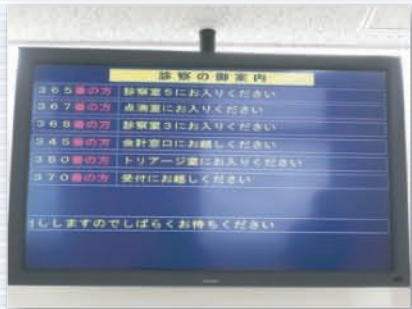 診察の御案内
365番の方 診察室5にお入りください
367番の方 点滴室にお入りください
368番の方 診察室3にお入りください
345番の方 会計窓口にお越しください
380番の方 トリアージ室にお入りください
370番の方 受付にお越しください
ししますのでしばらくお待ちください